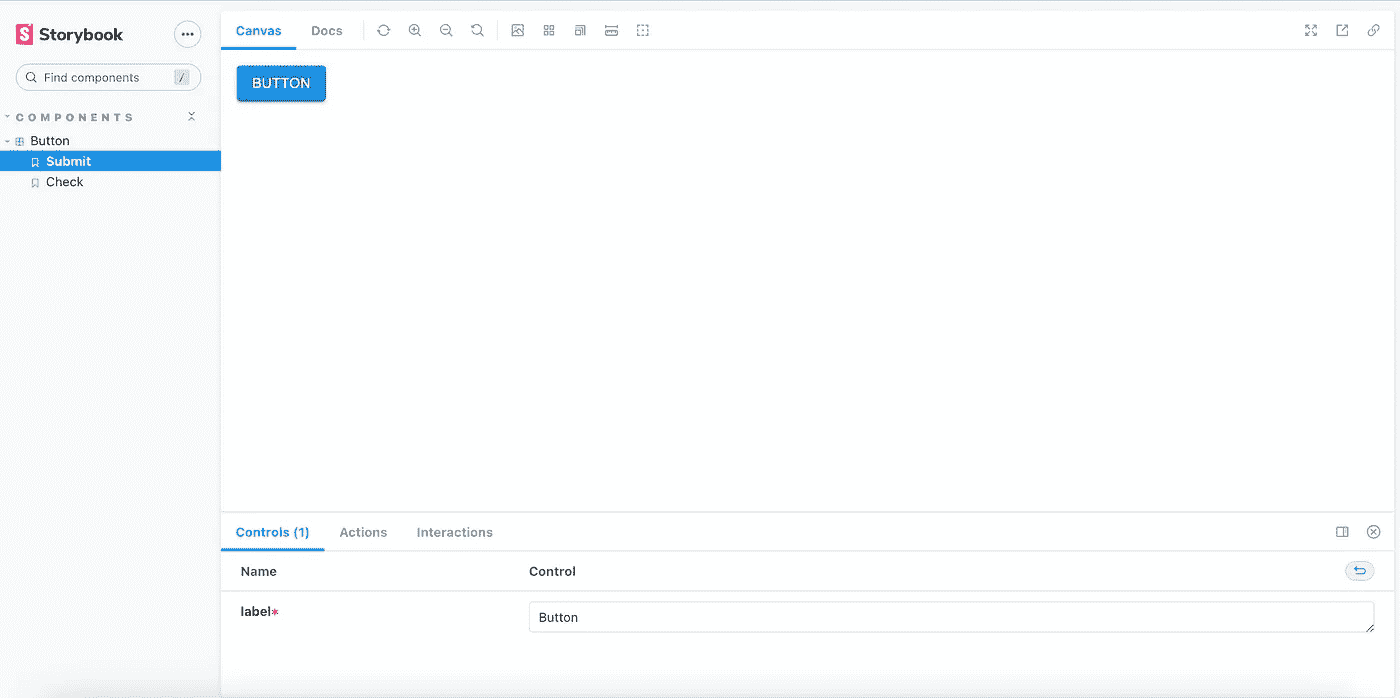 Storybook
Find components /
COMPONENTS
Button
Submit
Check
Canvas Docs
BUTTON
Controls (1) Actions Interactions
Name Control
label* Button